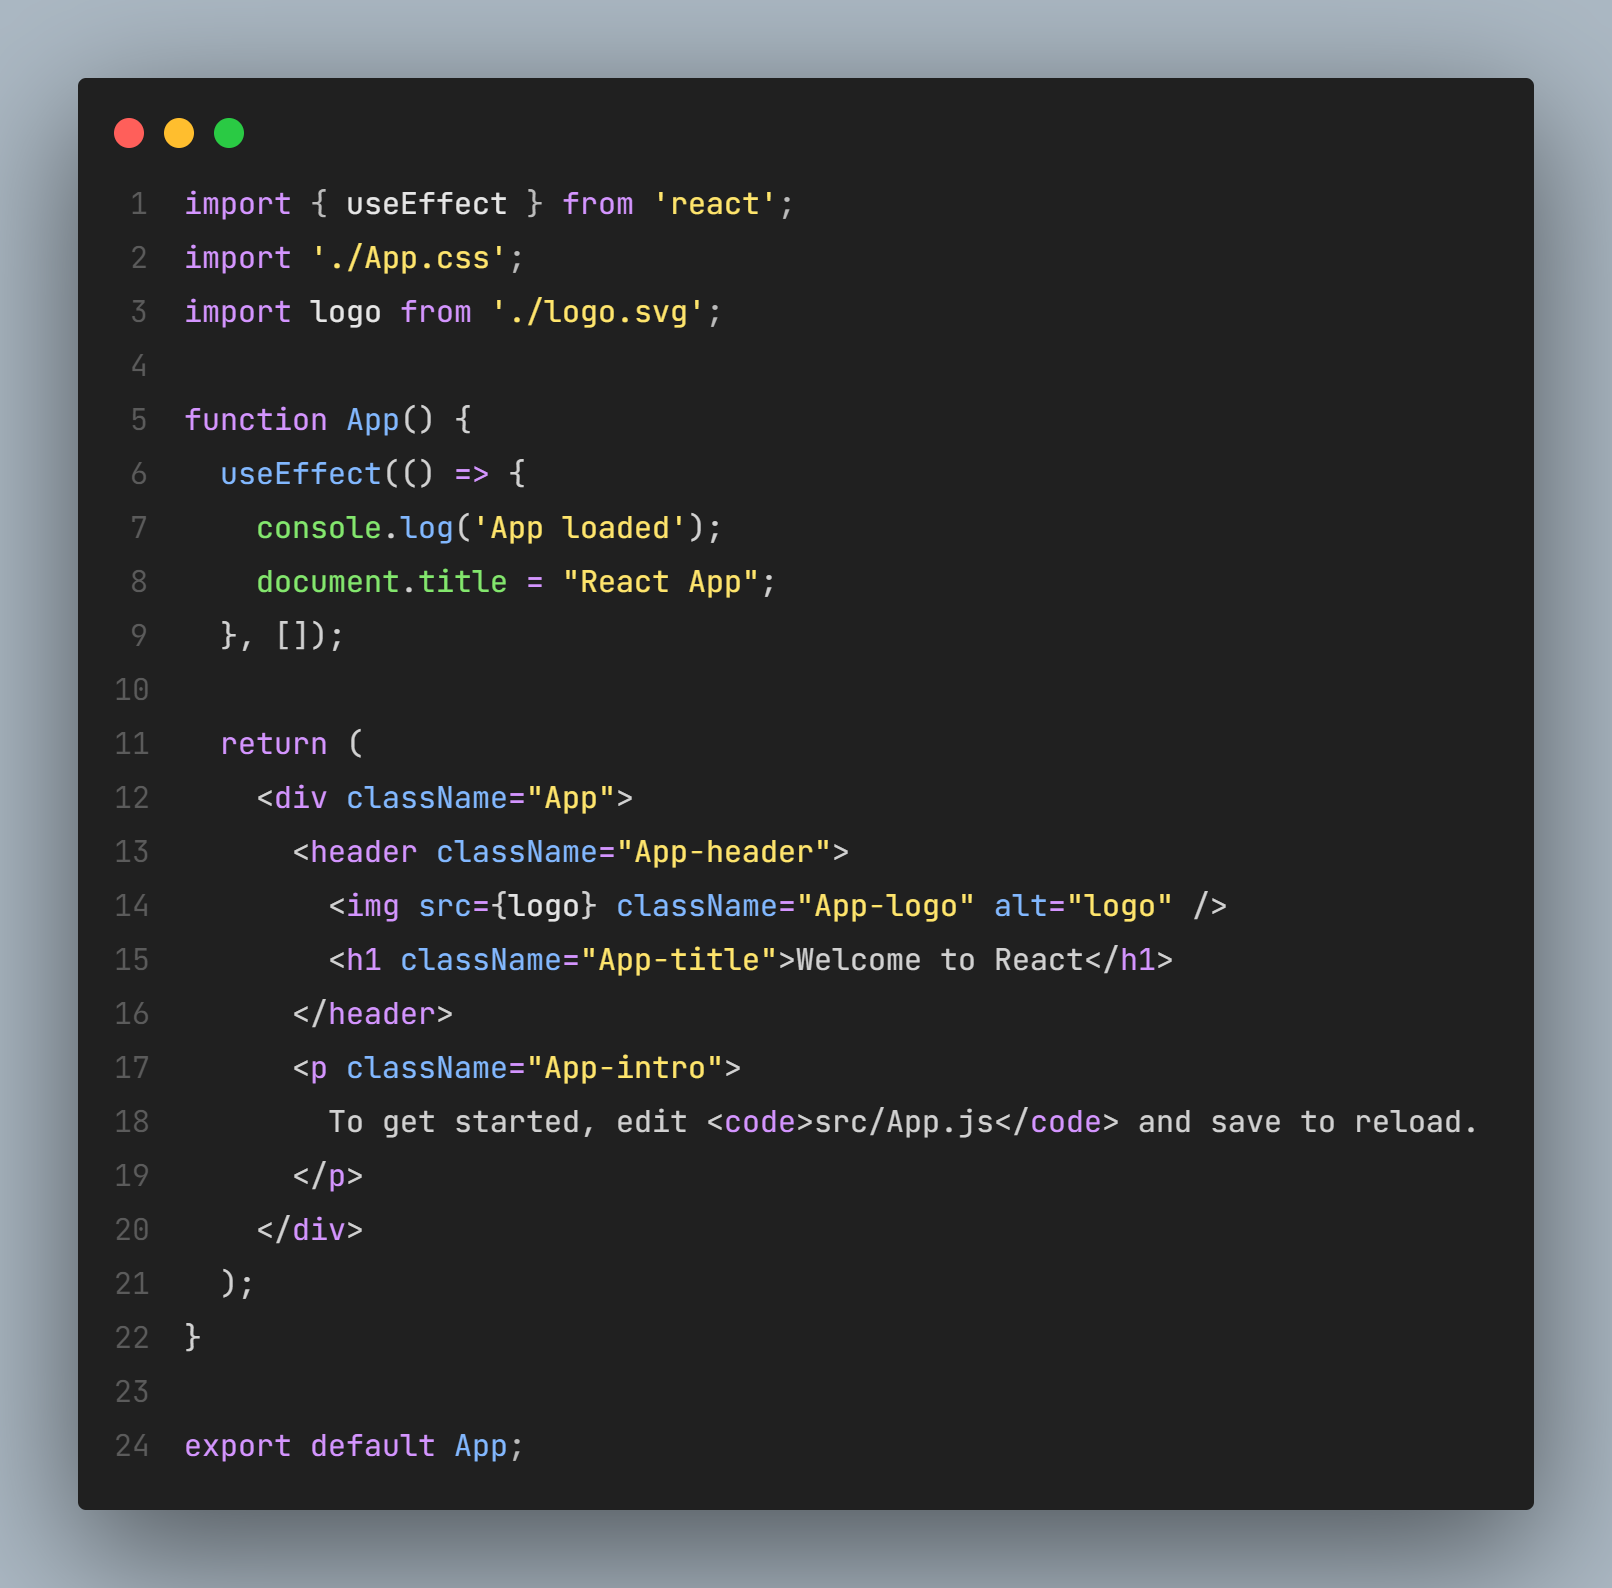 1 import { useEffect } from 'react';
2 import './App.css';
3 import logo from './logo.svg';
4
5 function App() {
6   useEffect(() => {
7     console.log('App loaded');
8     document.title = "React App";
9   }, []);
10
11   return (
12     <div className="App">
13       <header className="App-header">
14         <img src={logo} className="App-logo" alt="logo" />
15         <h1 className="App-title">Welcome to React</h1>
16       </header>
17       <p className="App-intro">
18         To get started, edit <code>src/App.js</code> and save to reload.
19       </p>
20     </div>
21   );
22 }
23
24 export default App;